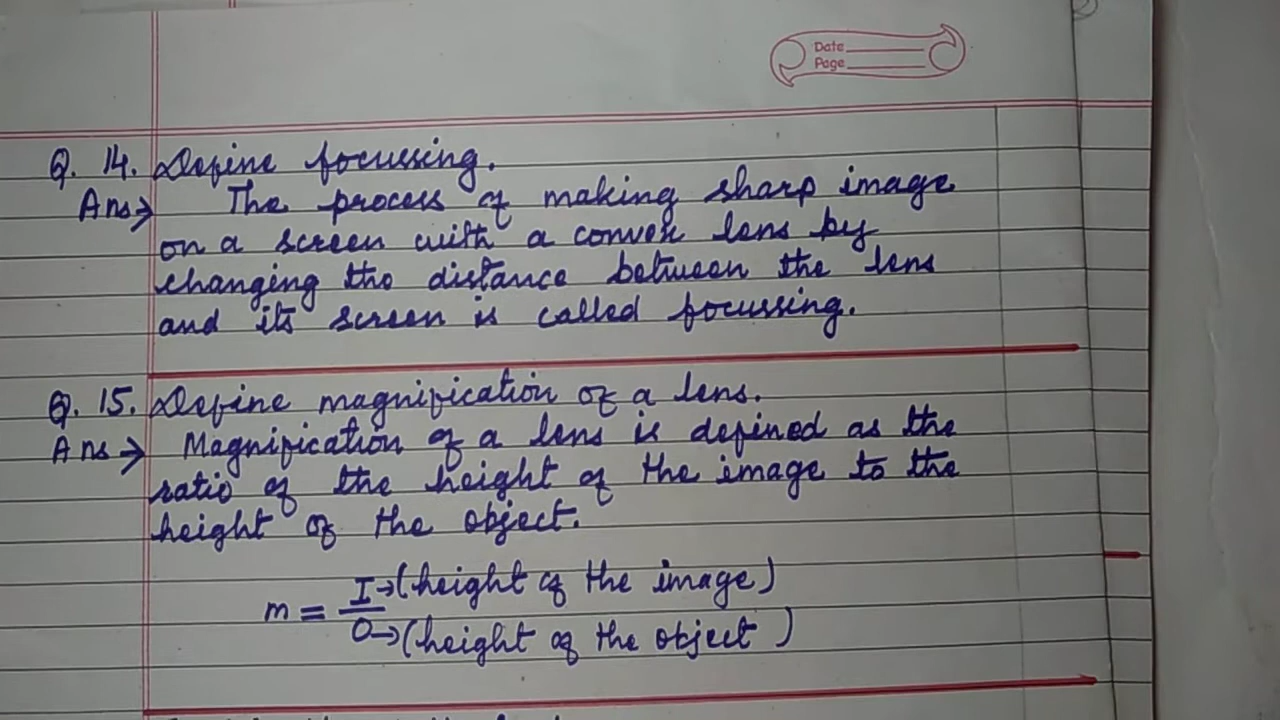 Date
Page
Q. 14. Define focussing.
Ans→ The process of making sharp image
on a screen with a convex lens by
changing the distance between the lens
and its screen is called focussing.
Q. 15. Define magnification of a lens.
Ans→ Magnification of a lens is defined as the
ratio of the height of the image to the
height of the object.
m = I→(height of the image)
O→(height of the object)